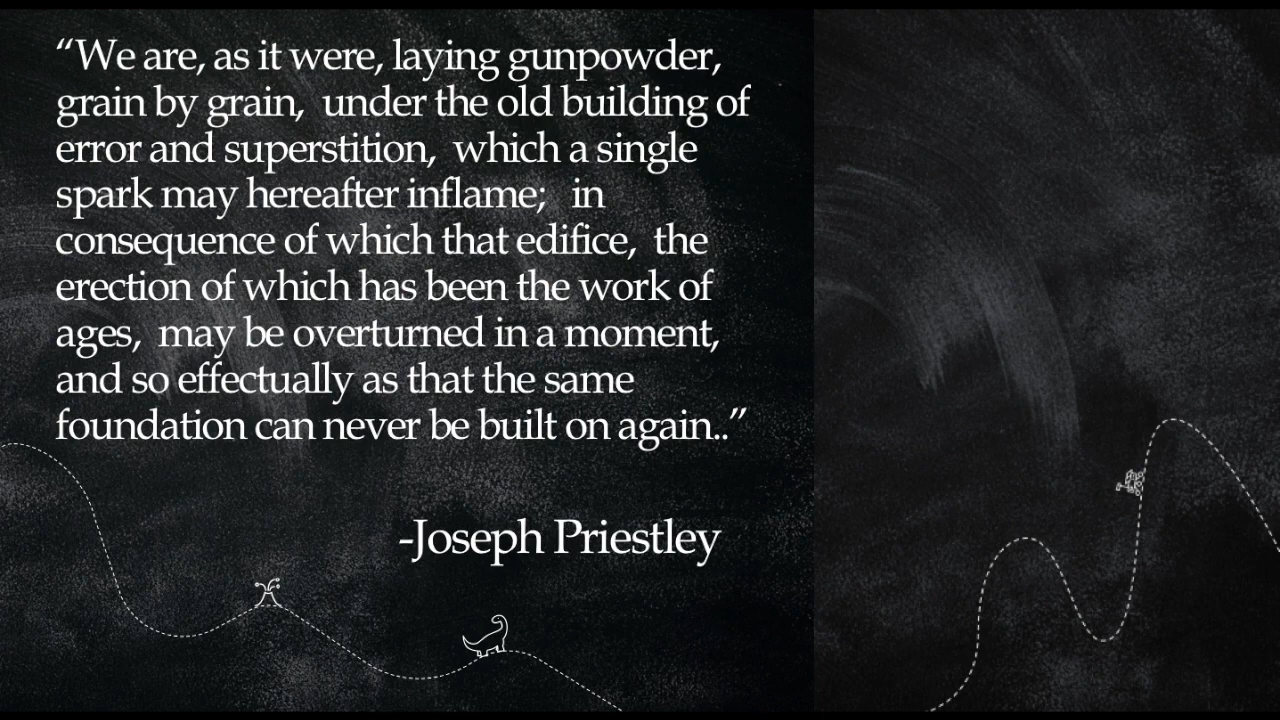 “We are, as it were, laying gunpowder,
grain by grain,  under the old building of
error and superstition,  which a single
spark may hereafter inflame;   in
consequence of which that edifice,  the
erection of which has been the work of
ages,  may be overturned in a moment,
and so effectually as that the same
foundation can never be built on again..”
-Joseph Priestley